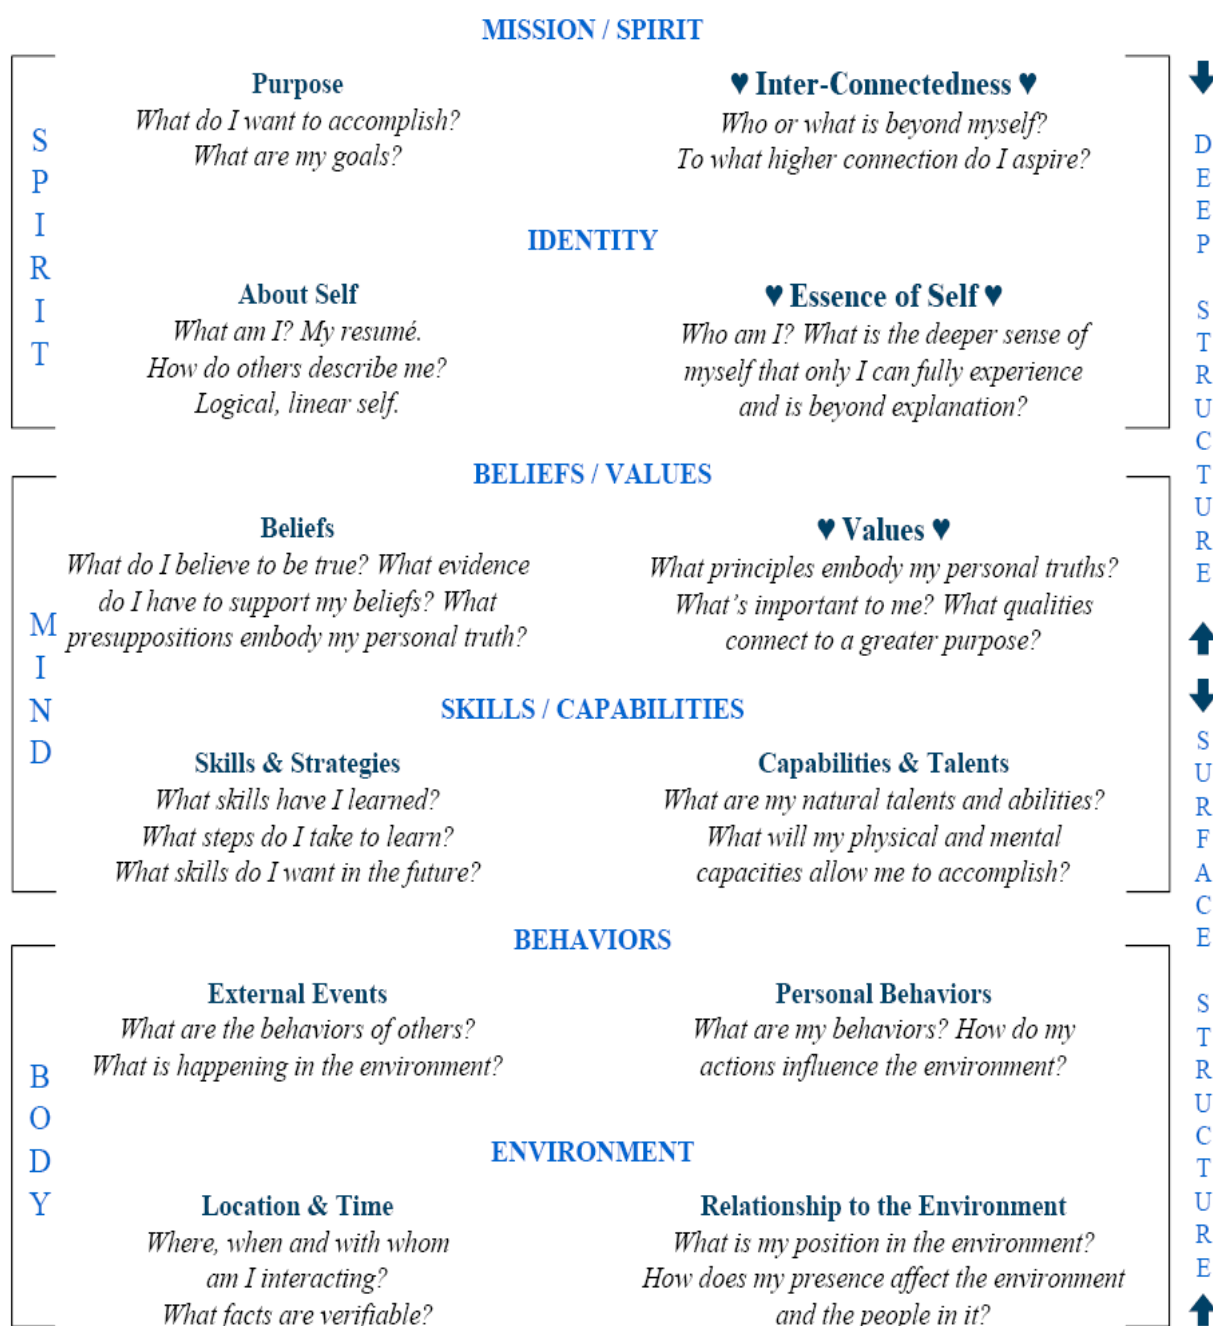 MISSION / SPIRIT
Purpose
What do I want to accomplish?
What are my goals?
♥ Inter-Connectedness ♥
Who or what is beyond myself?
To what higher connection do I aspire?
IDENTITY
About Self
What am I? My resumé.
How do others describe me?
Logical, linear self.
♥ Essence of Self ♥
Who am I? What is the deeper sense of
myself that only I can fully experience
and is beyond explanation?
SPIRIT
BELIEFS / VALUES
Beliefs
What do I believe to be true? What evidence
do I have to support my beliefs? What
presuppositions embody my personal truth?
♥ Values ♥
What principles embody my personal truths?
What's important to me? What qualities
connect to a greater purpose?
SKILLS / CAPABILITIES
Skills & Strategies
What skills have I learned?
What steps do I take to learn?
What skills do I want in the future?
Capabilities & Talents
What are my natural talents and abilities?
What will my physical and mental
capacities allow me to accomplish?
MIND
BEHAVIORS
External Events
What are the behaviors of others?
What is happening in the environment?
Personal Behaviors
What are my behaviors? How do my
actions influence the environment?
ENVIRONMENT
Location & Time
Where, when and with whom
am I interacting?
What facts are verifiable?
Relationship to the Environment
What is my position in the environment?
How does my presence affect the environment
and the people in it?
BODY
DEEP STRUCTURE
SURFACE STRUCTURE